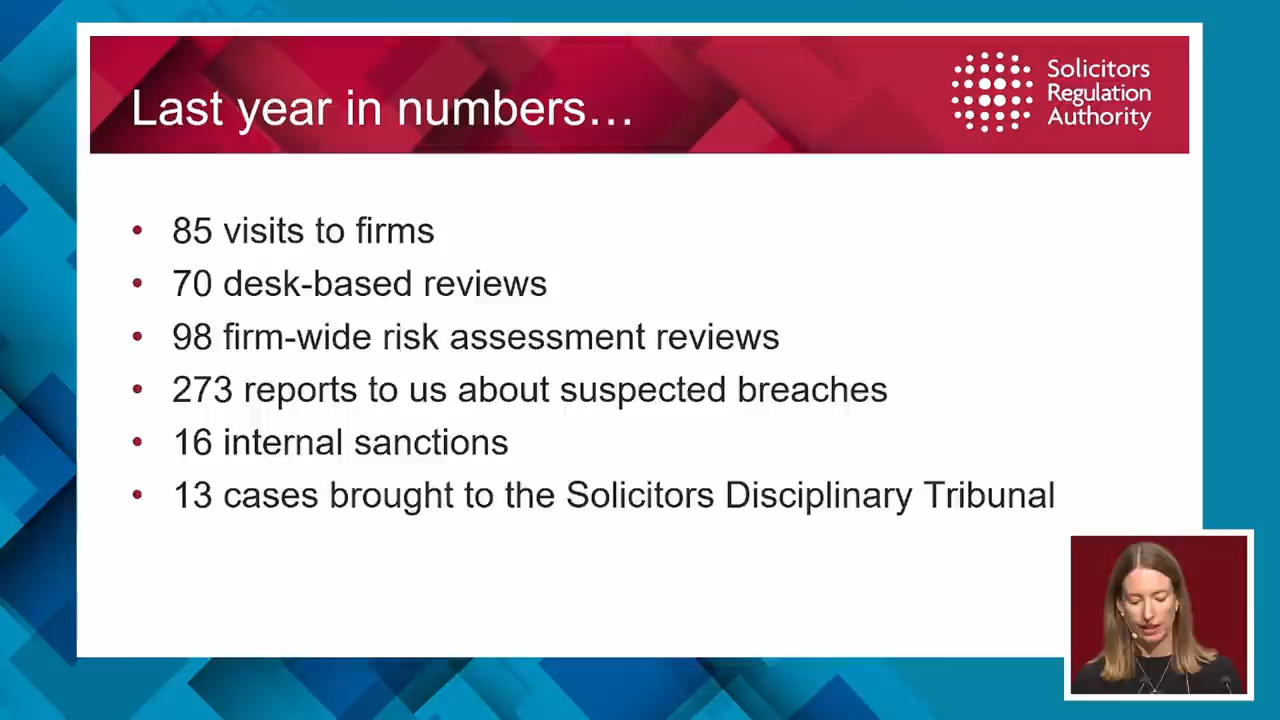 Last year in numbers…
Solicitors
Regulation
Authority
• 85 visits to firms
• 70 desk-based reviews
• 98 firm-wide risk assessment reviews
• 273 reports to us about suspected breaches
• 16 internal sanctions
• 13 cases brought to the Solicitors Disciplinary Tribunal